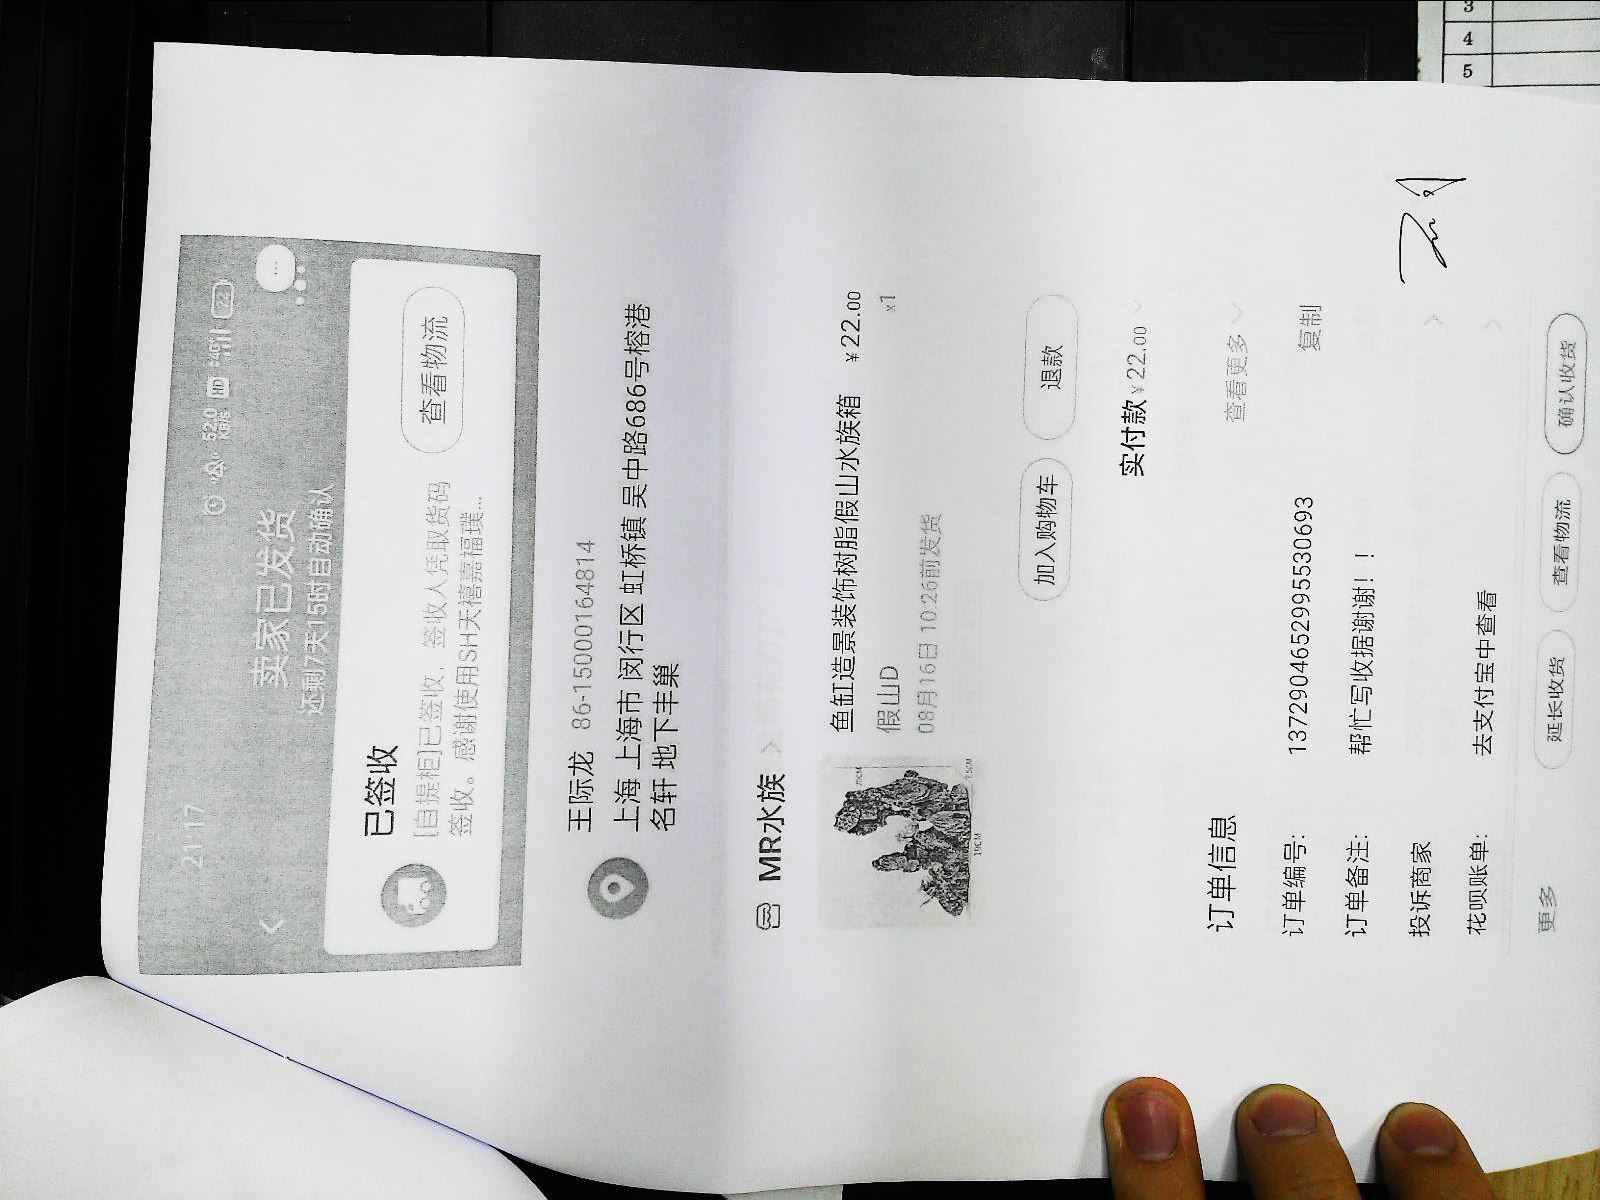 21:17
52.0
KB/s
HD
22
卖家已发货
还剩7天15时自动确认
已签收
查看物流
[自提柜]已签收，签收人凭取货码
签收。感谢使用SH天禧嘉福璞...
王际龙 86-15000164814
上海 上海市 闵行区 虹桥镇 吴中路686号榕港
名轩 地下丰巢
MR水族
鱼缸造景装饰树脂假山水族箱 ¥22.00
假山D x1
08月16日 10:26前发货
19CM
15CM
加入购物车 退款
实付款 ¥22.00
订单信息 查看更多
订单编号: 1372904652995530693 复制
订单备注: 帮忙写收据谢谢！！
投诉商家
花呗账单: 去支付宝中查看
更多 延长收货 查看物流 确认收货
3
4
5